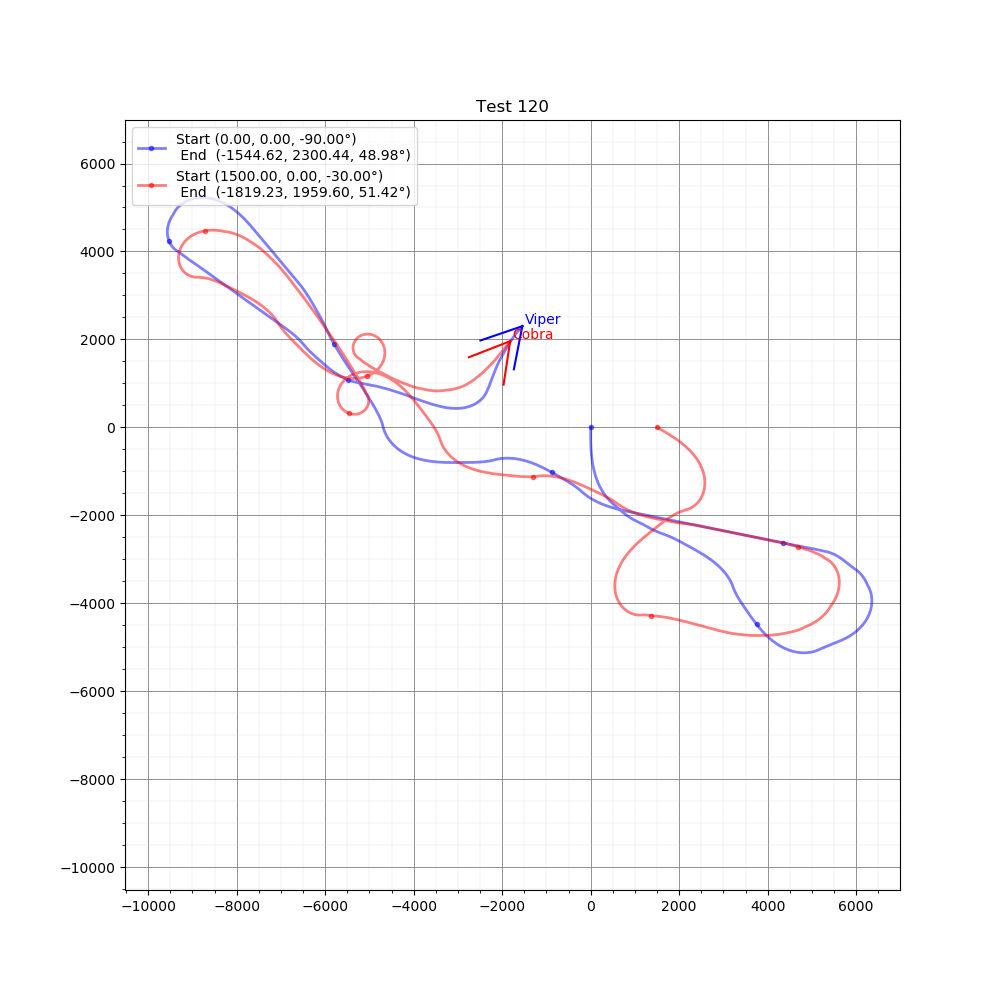 Test 120
Start (0.00, 0.00, -90.00°)
End (-1544.62, 2300.44, 48.98°)
Start (1500.00, 0.00, -30.00°)
End (-1819.23, 1959.60, 51.42°)
6000
4000
2000
0
−2000
−4000
−6000
−8000
−10000
Viper
Cobra
−10000 −8000 −6000 −4000 −2000 0 2000 4000 6000